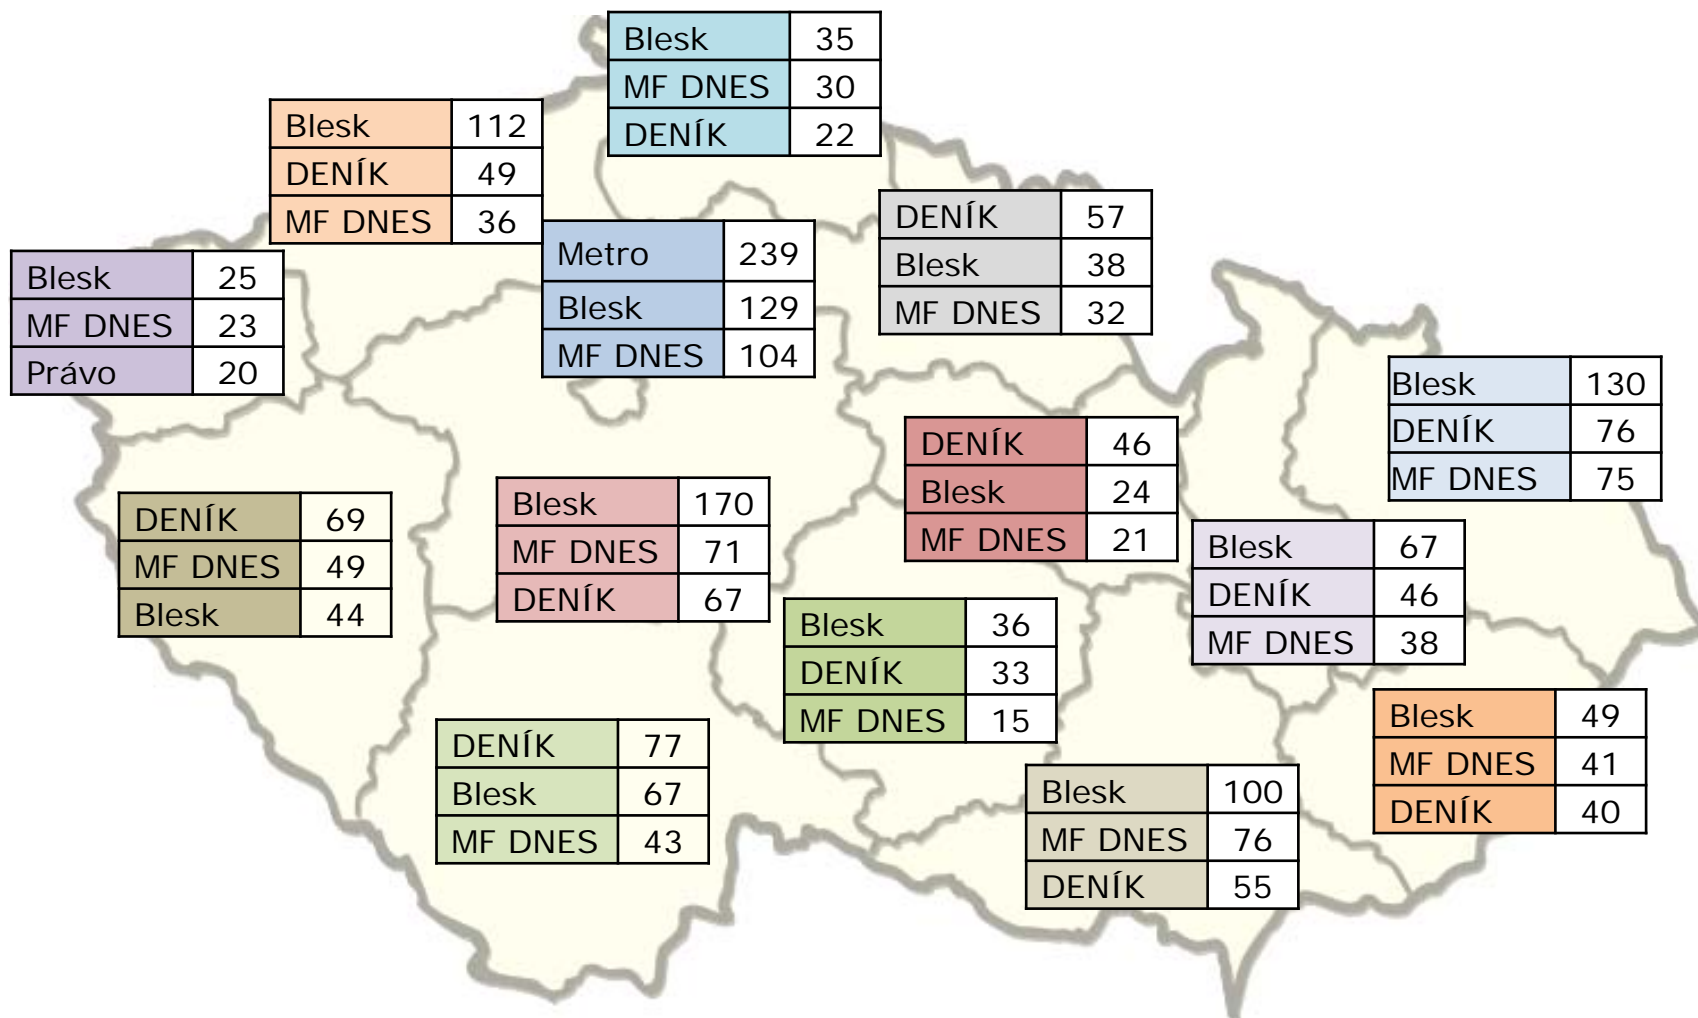 Blesk 35
MF DNES 30
DENÍK 22
Blesk 112
DENÍK 49
MF DNES 36
DENÍK 57
Blesk 38
MF DNES 32
Metro 239
Blesk 129
MF DNES 104
Blesk 25
MF DNES 23
Právo 20
Blesk 130
DENÍK 76
MF DNES 75
DENÍK 46
Blesk 24
MF DNES 21
Blesk 170
MF DNES 71
DENÍK 67
DENÍK 69
MF DNES 49
Blesk 44
Blesk 67
DENÍK 46
MF DNES 38
Blesk 36
DENÍK 33
MF DNES 15
Blesk 49
MF DNES 41
DENÍK 40
DENÍK 77
Blesk 67
MF DNES 43
Blesk 100
MF DNES 76
DENÍK 55